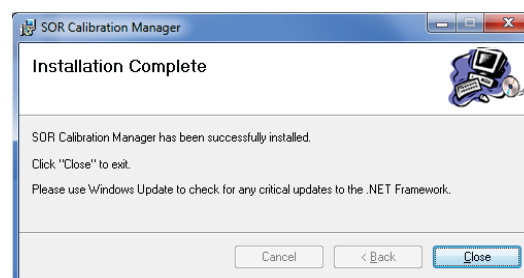 SOR Calibration Manager
Installation Complete
SOR Calibration Manager has been successfully installed.
Click "Close" to exit.
Please use Windows Update to check for any critical updates to the .NET Framework.
Cancel
< Back
Close